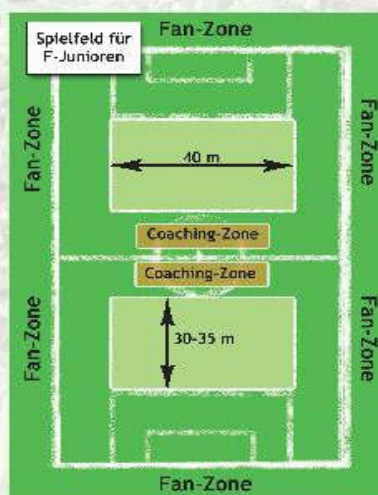 Fan-Zone
Spielfeld für
F-Junioren
Fan-Zone
Fan-Zone
40 m
Coaching-Zone
Coaching-Zone
Fan-Zone
Fan-Zone
30-35 m
Fan-Zone